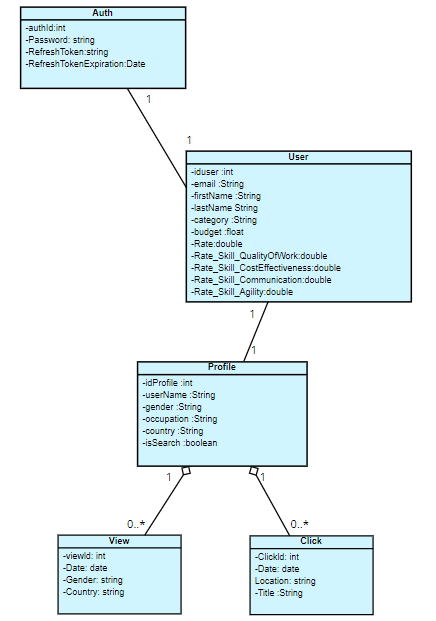 Auth
-authId:int
-Password: string
-RefreshToken:string
-RefreshTokenExpiration:Date
1
1
User
-iduser :int
-email :String
-firstName :String
-lastName String
-category :String
-budget :float
-Rate:double
-Rate_Skill_QualityOfWork:double
-Rate_Skill_CostEffectiveness:double
-Rate_Skill_Communication:double
-Rate_Skill_Agility:double
1
1
Profile
-idProfile :int
-userName :String
-gender :String
-occupation :String
-country :String
-isSearch :boolean
1
1
0..*
0..*
View
-viewId: int
-Date: date
-Gender: string
-Country: string
Click
-ClickId: int
-Date: date
Location: string
-Title :String